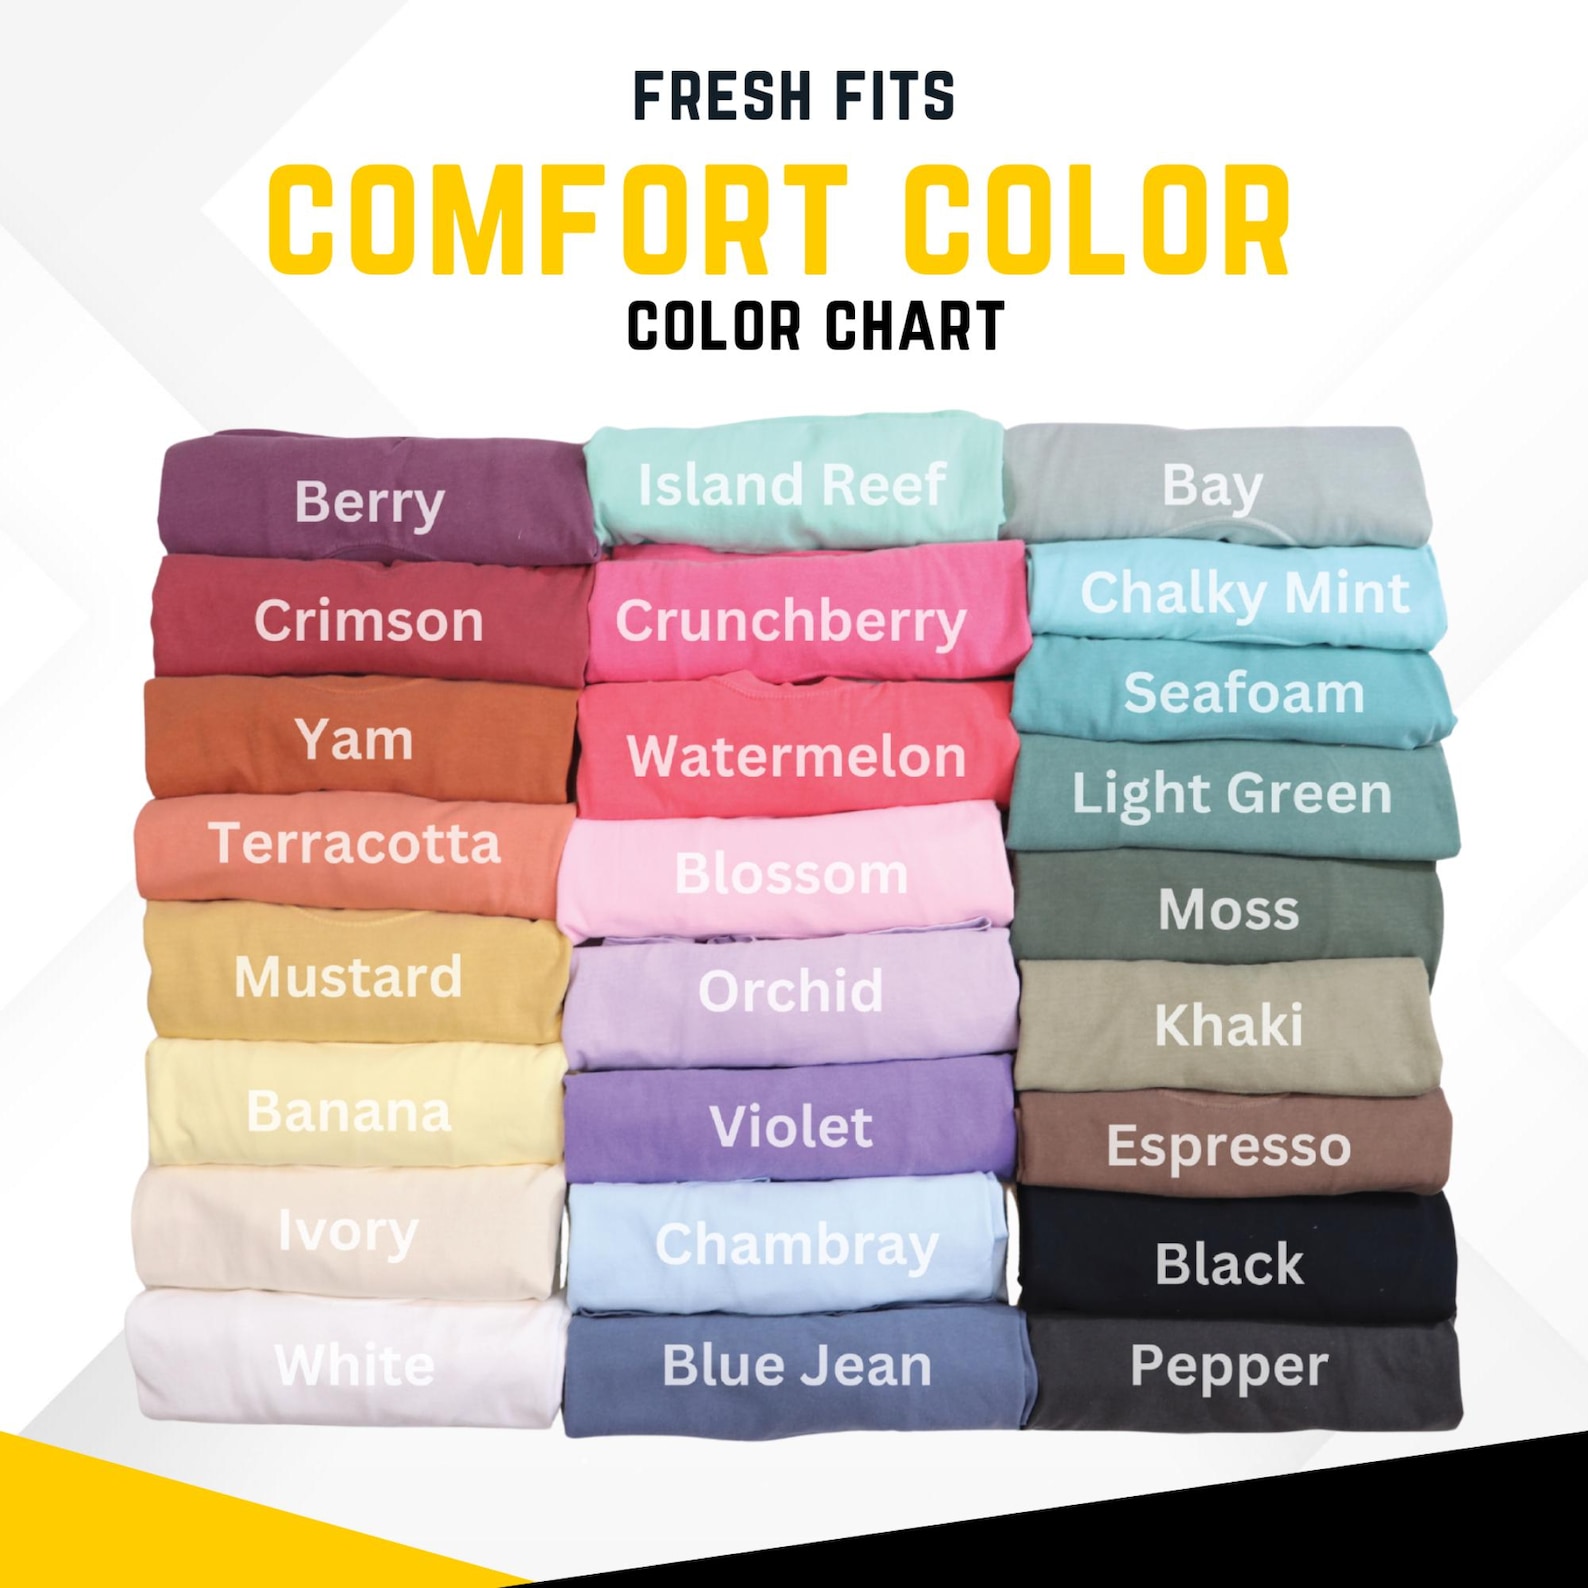 FRESH FITS
COMFORT COLOR
COLOR CHART
Berry
Crimson
Yam
Terracotta
Mustard
Banana
Ivory
White
Island Reef
Crunchberry
Watermelon
Blossom
Orchid
Violet
Chambray
Blue Jean
Bay
Chalky Mint
Seafoam
Light Green
Moss
Khaki
Espresso
Black
Pepper